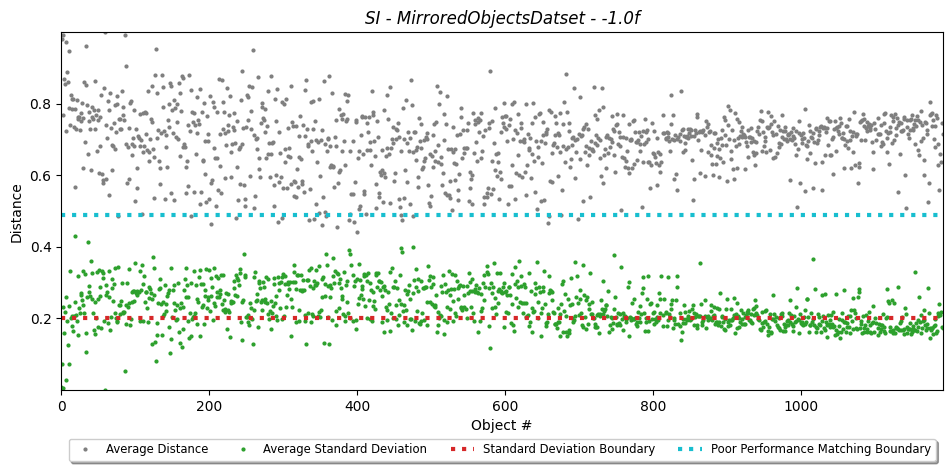 SI - MirroredObjectsDatset - -1.0f
Distance
0.8
0.6
0.4
0.2
0 200 400 600 800 1000
Object #
Average Distance Average Standard Deviation Standard Deviation Boundary Poor Performance Matching Boundary